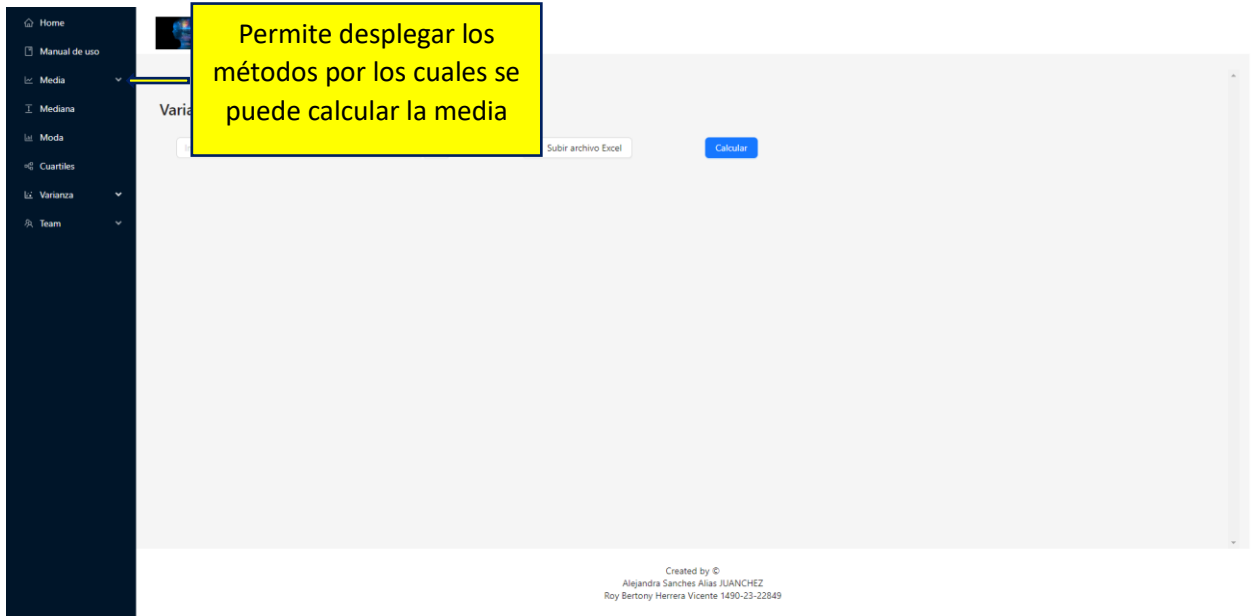 Home
Manual de uso
Media
Mediana
Moda
Cuartiles
Varianza
Team
Permite desplegar los
métodos por los cuales se
puede calcular la media
Subir archivo Excel
Calcular
Created by ©
Alejandra Sanches Alias JUANCHEZ
Roy Bertony Herrera Vicente 1490-23-22849